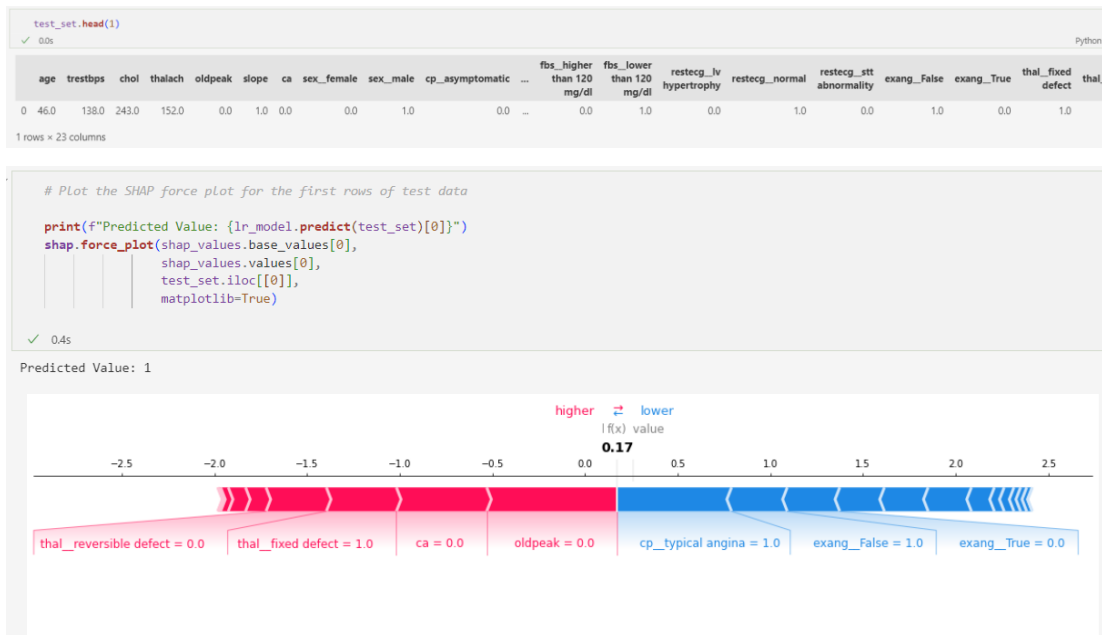 test_set.head(1)
0.0s
Python
age trestbps chol thalach oldpeak slope ca sex__female sex__male cp__asymptomatic ... fbs__higher than 120 mg/dl fbs__lower than 120 mg/dl restecg__lv hypertrophy restecg__normal restecg__stt abnormality exang__False exang__True thal__fixed defect thal_
0 46.0 138.0 243.0 152.0 0.0 1.0 0.0 0.0 1.0 0.0 ... 0.0 1.0 0.0 1.0 0.0 1.0 0.0 1.0
1 rows × 23 columns
# Plot the SHAP force plot for the first rows of test data
print(f"Predicted Value: {lr_model.predict(test_set)[0]}")
shap.force_plot(shap_values.base_values[0],
shap_values.values[0],
test_set.iloc[[0]],
matplotlib=True)
0.4s
Predicted Value: 1
higher ⇄ lower
f(x) value
0.17
−2.5 −2.0 −1.5 −1.0 −0.5 0.0 0.5 1.0 1.5 2.0 2.5
thal__reversible defect = 0.0 thal__fixed defect = 1.0 ca = 0.0 oldpeak = 0.0 cp__typical angina = 1.0 exang__False = 1.0 exang__True = 0.0